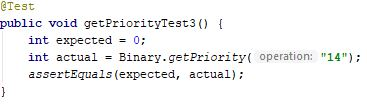 @Test
public void getPriorityTest3() {
int expected = 0;
int actual = Binary.getPriority( operation: "14");
assertEquals(expected, actual);
}